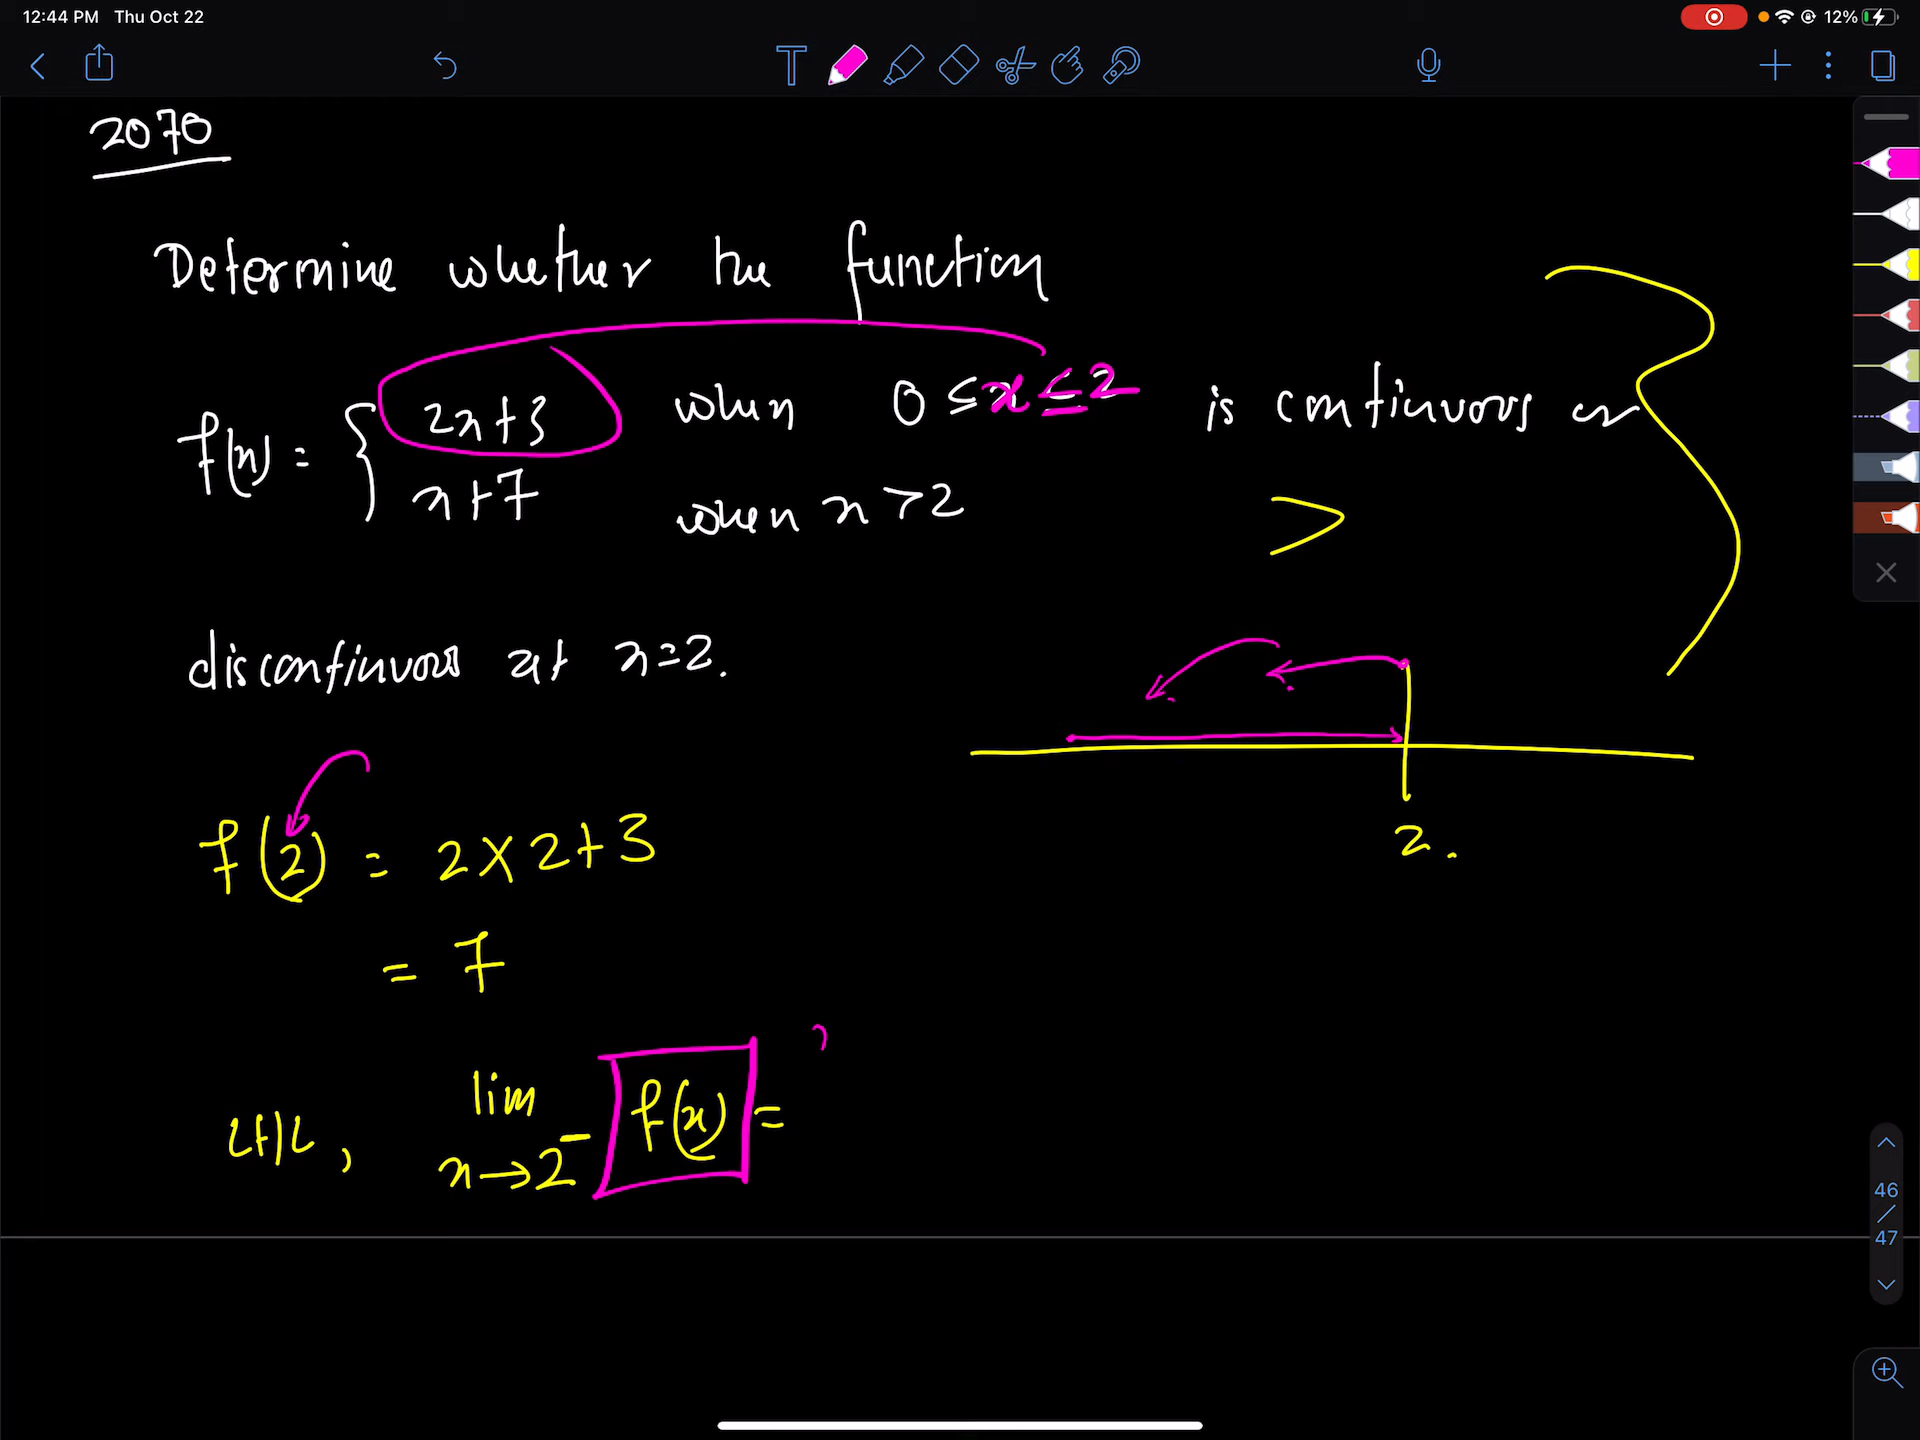 12:44 PM Thu Oct 22
12%
2070
Determine whether the function
f(x) = { 2x+3 when 0 ≤ x ≤ 2 is continuous or
x+7 when x > 2
>
discontinuous at x=2.
f(2) = 2×2+3
2.
= 7
LHL, lim x→2⁻ f(x) =
46
/
47